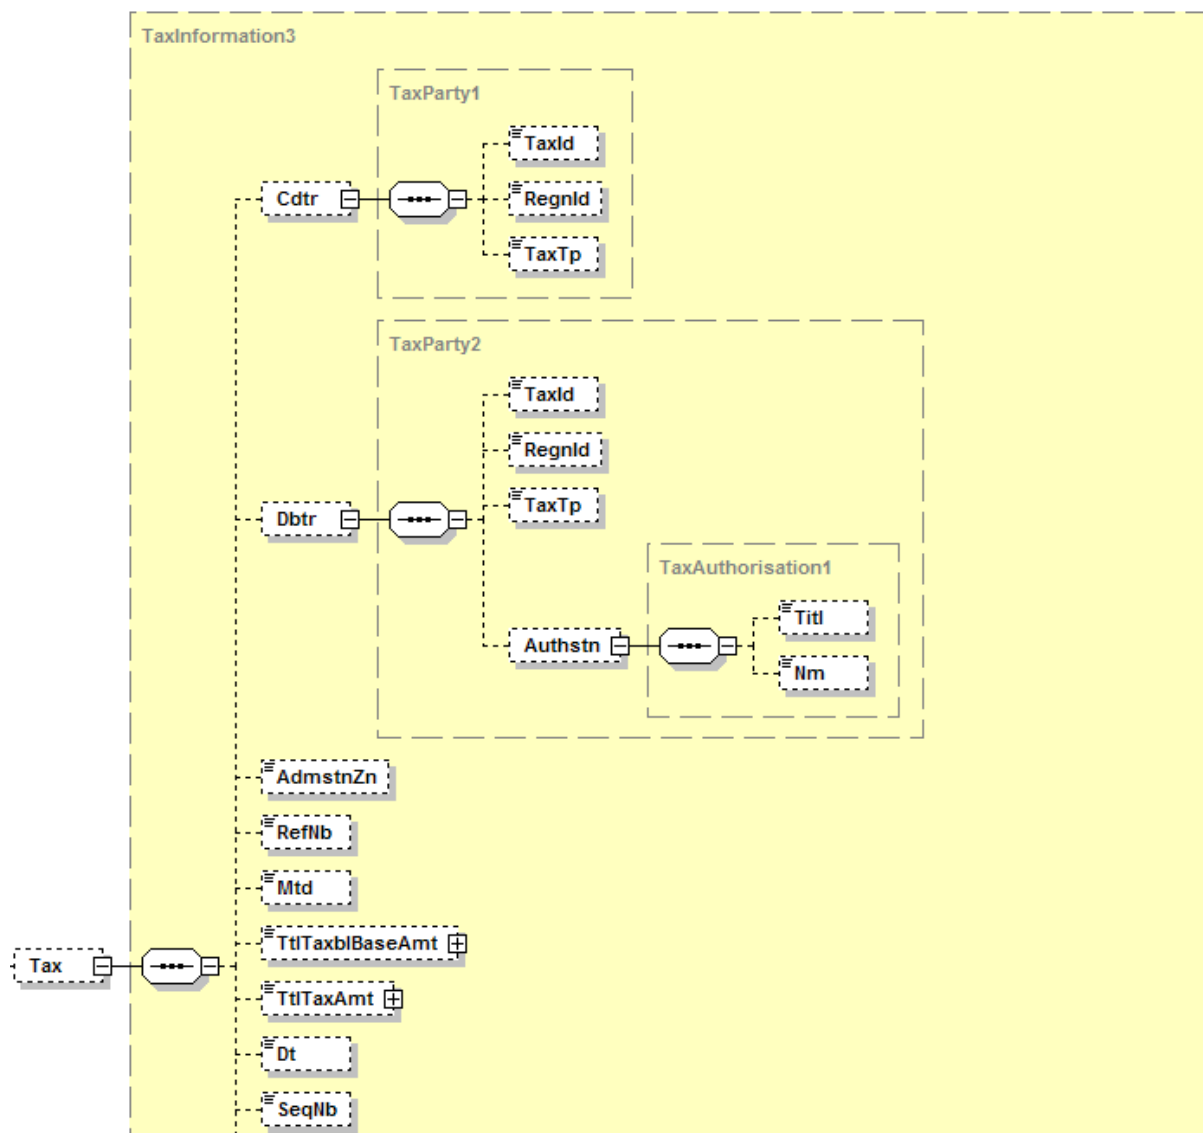 TaxInformation3
TaxParty1
TaxId
Cdtr
RegnId
TaxTp
TaxParty2
TaxId
RegnId
TaxTp
Dbtr
TaxAuthorisation1
Titl
Authstn
Nm
AdmstnZn
RefNb
Mtd
TtlTaxblBaseAmt
Tax
TtlTaxAmt
Dt
SeqNb